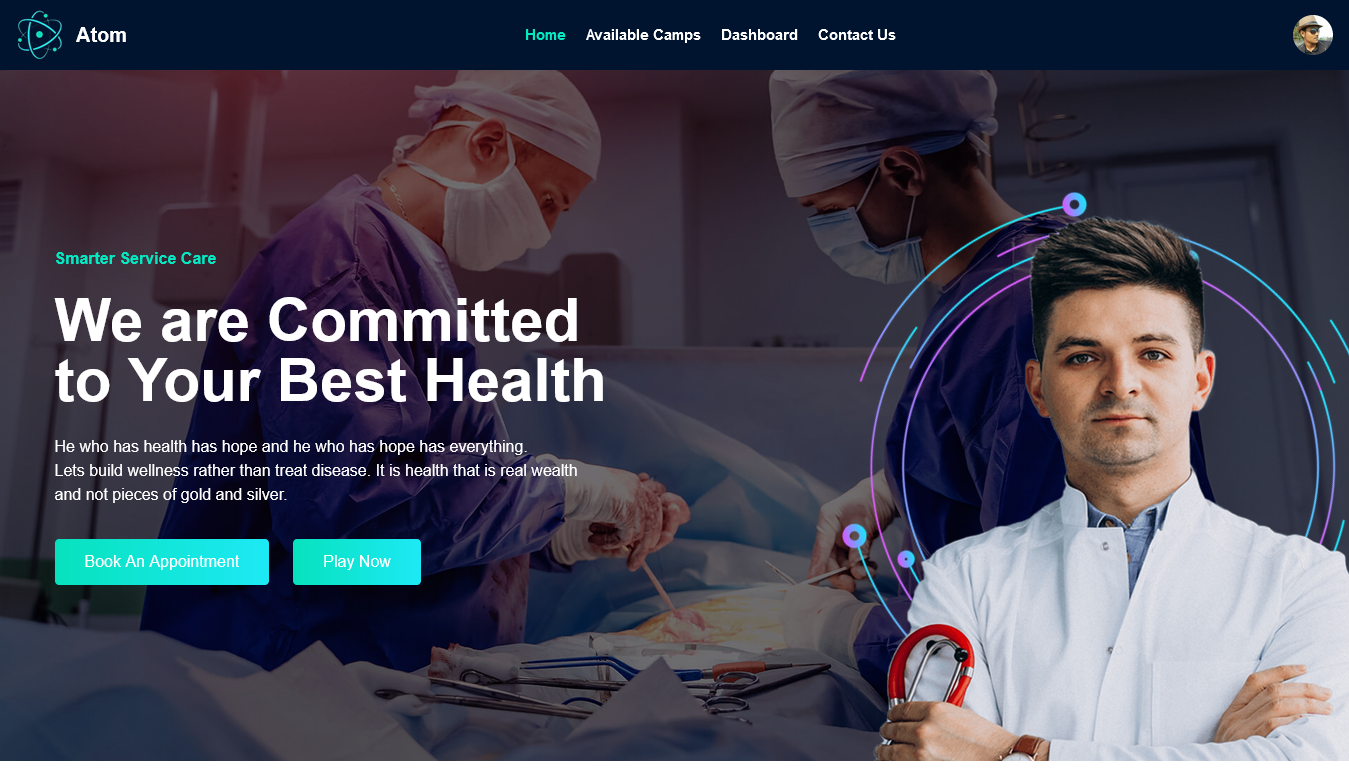 Atom
Home Available Camps Dashboard Contact Us
Smarter Service Care
We are Committed
to Your Best Health
He who has health has hope and he who has hope has everything.
Lets build wellness rather than treat disease. It is health that is real wealth
and not pieces of gold and silver.
Book An Appointment Play Now